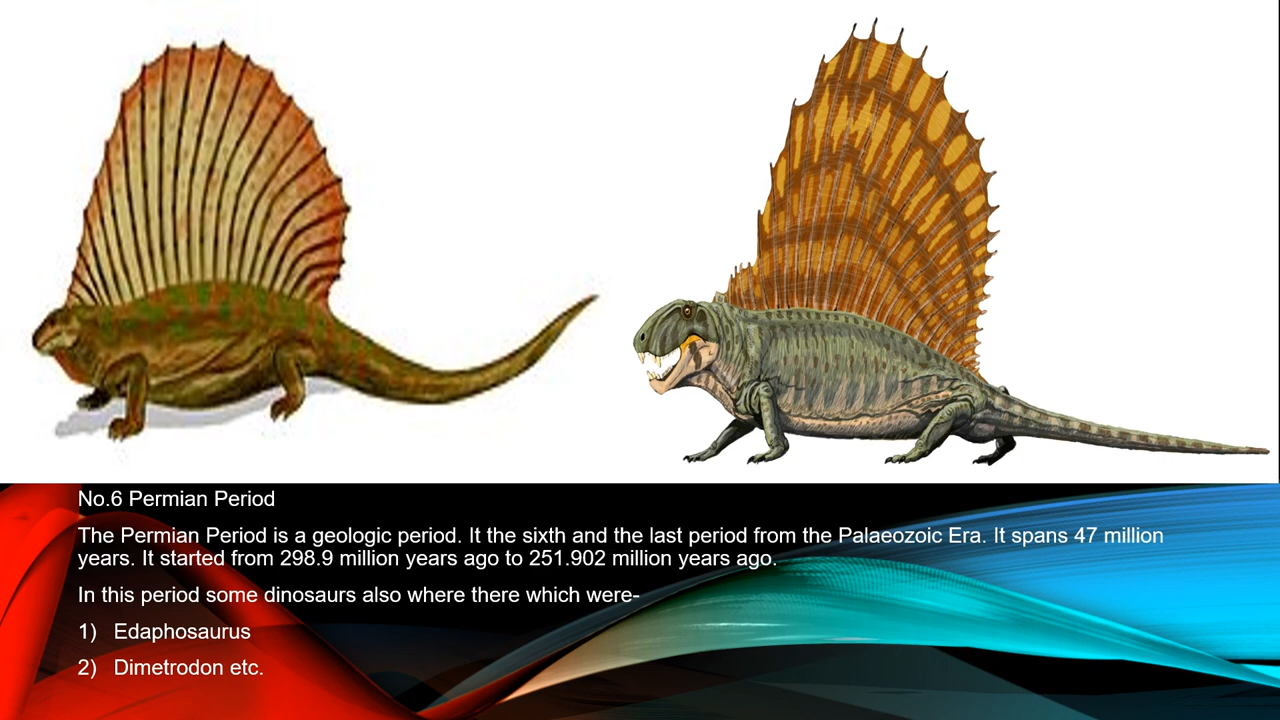 No.6 Permian Period
The Permian Period is a geologic period. It the sixth and the last period from the Palaeozoic Era. It spans 47 million
years. It started from 298.9 million years ago to 251.902 million years ago.
In this period some dinosaurs also where there which were-
1) Edaphosaurus
2) Dimetrodon etc.